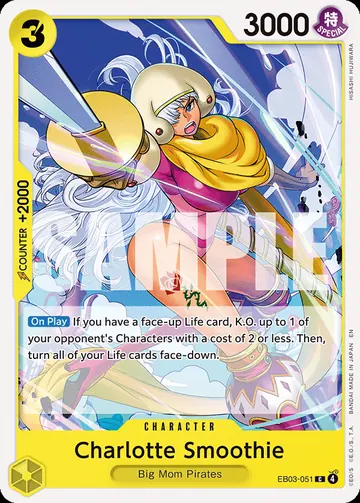 3
3000
特
SPECIAL
HISASHI FUJIWARA
COUNTER +2000
SAMPLE
On Play If you have a face-up Life card, K.O. up to 1 of
your opponent's Characters with a cost of 2 or less. Then,
turn all of your Life cards face-down.
CHARACTER
Charlotte Smoothie
Big Mom Pirates
EB03-051 C 4
©E.O./S. ©E.O./S., T.A. BANDAI MADE IN JAPAN EN